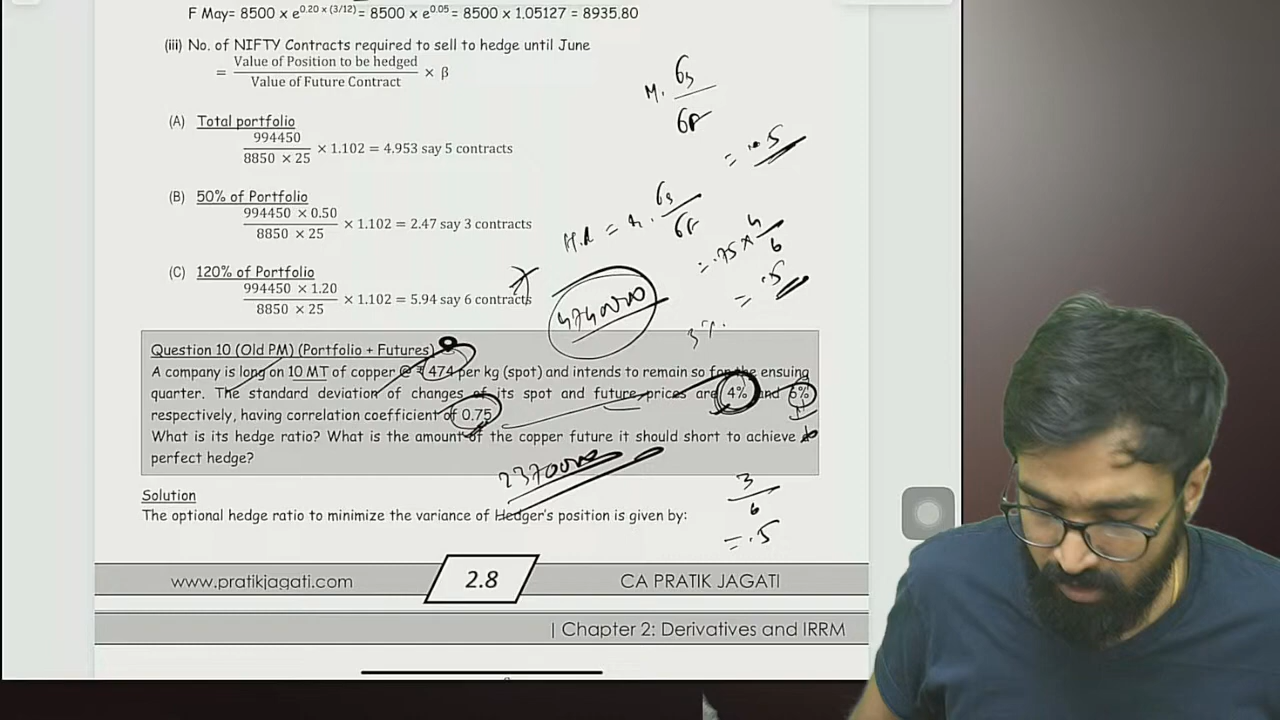 F May= 8500 x e^0.20 x (3/12) = 8500 x e^0.05 = 8500 x 1.05127 = 8935.80
(iii) No. of NIFTY Contracts required to sell to hedge until June
= Value of Position to be hedged / Value of Future Contract × β
(A) Total portfolio
994450 / 8850 × 25 × 1.102 = 4.953 say 5 contracts
(B) 50% of Portfolio
994450 × 0.50 / 8850 × 25 × 1.102 = 2.47 say 3 contracts
(C) 120% of Portfolio
994450 × 1.20 / 8850 × 25 × 1.102 = 5.94 say 6 contracts
= .5
= .75 × 4 / 6
= .5
4740000
3%.
Question 10 (Old PM) (Portfolio + Futures)
A company is long on 10 MT of copper @ ₹ 474 per kg (spot) and intends to remain so for the ensuing
quarter. The standard deviation of changes of its spot and future prices are 4% and 6%
respectively, having correlation coefficient of 0.75
What is its hedge ratio? What is the amount of the copper future it should short to achieve a
perfect hedge?
2370000
3 / 6
= .5
Solution
The optional hedge ratio to minimize the variance of Hedger's position is given by:
www.pratikjagati.com
2.8
CA PRATIK JAGATI
| Chapter 2: Derivatives and IRRM